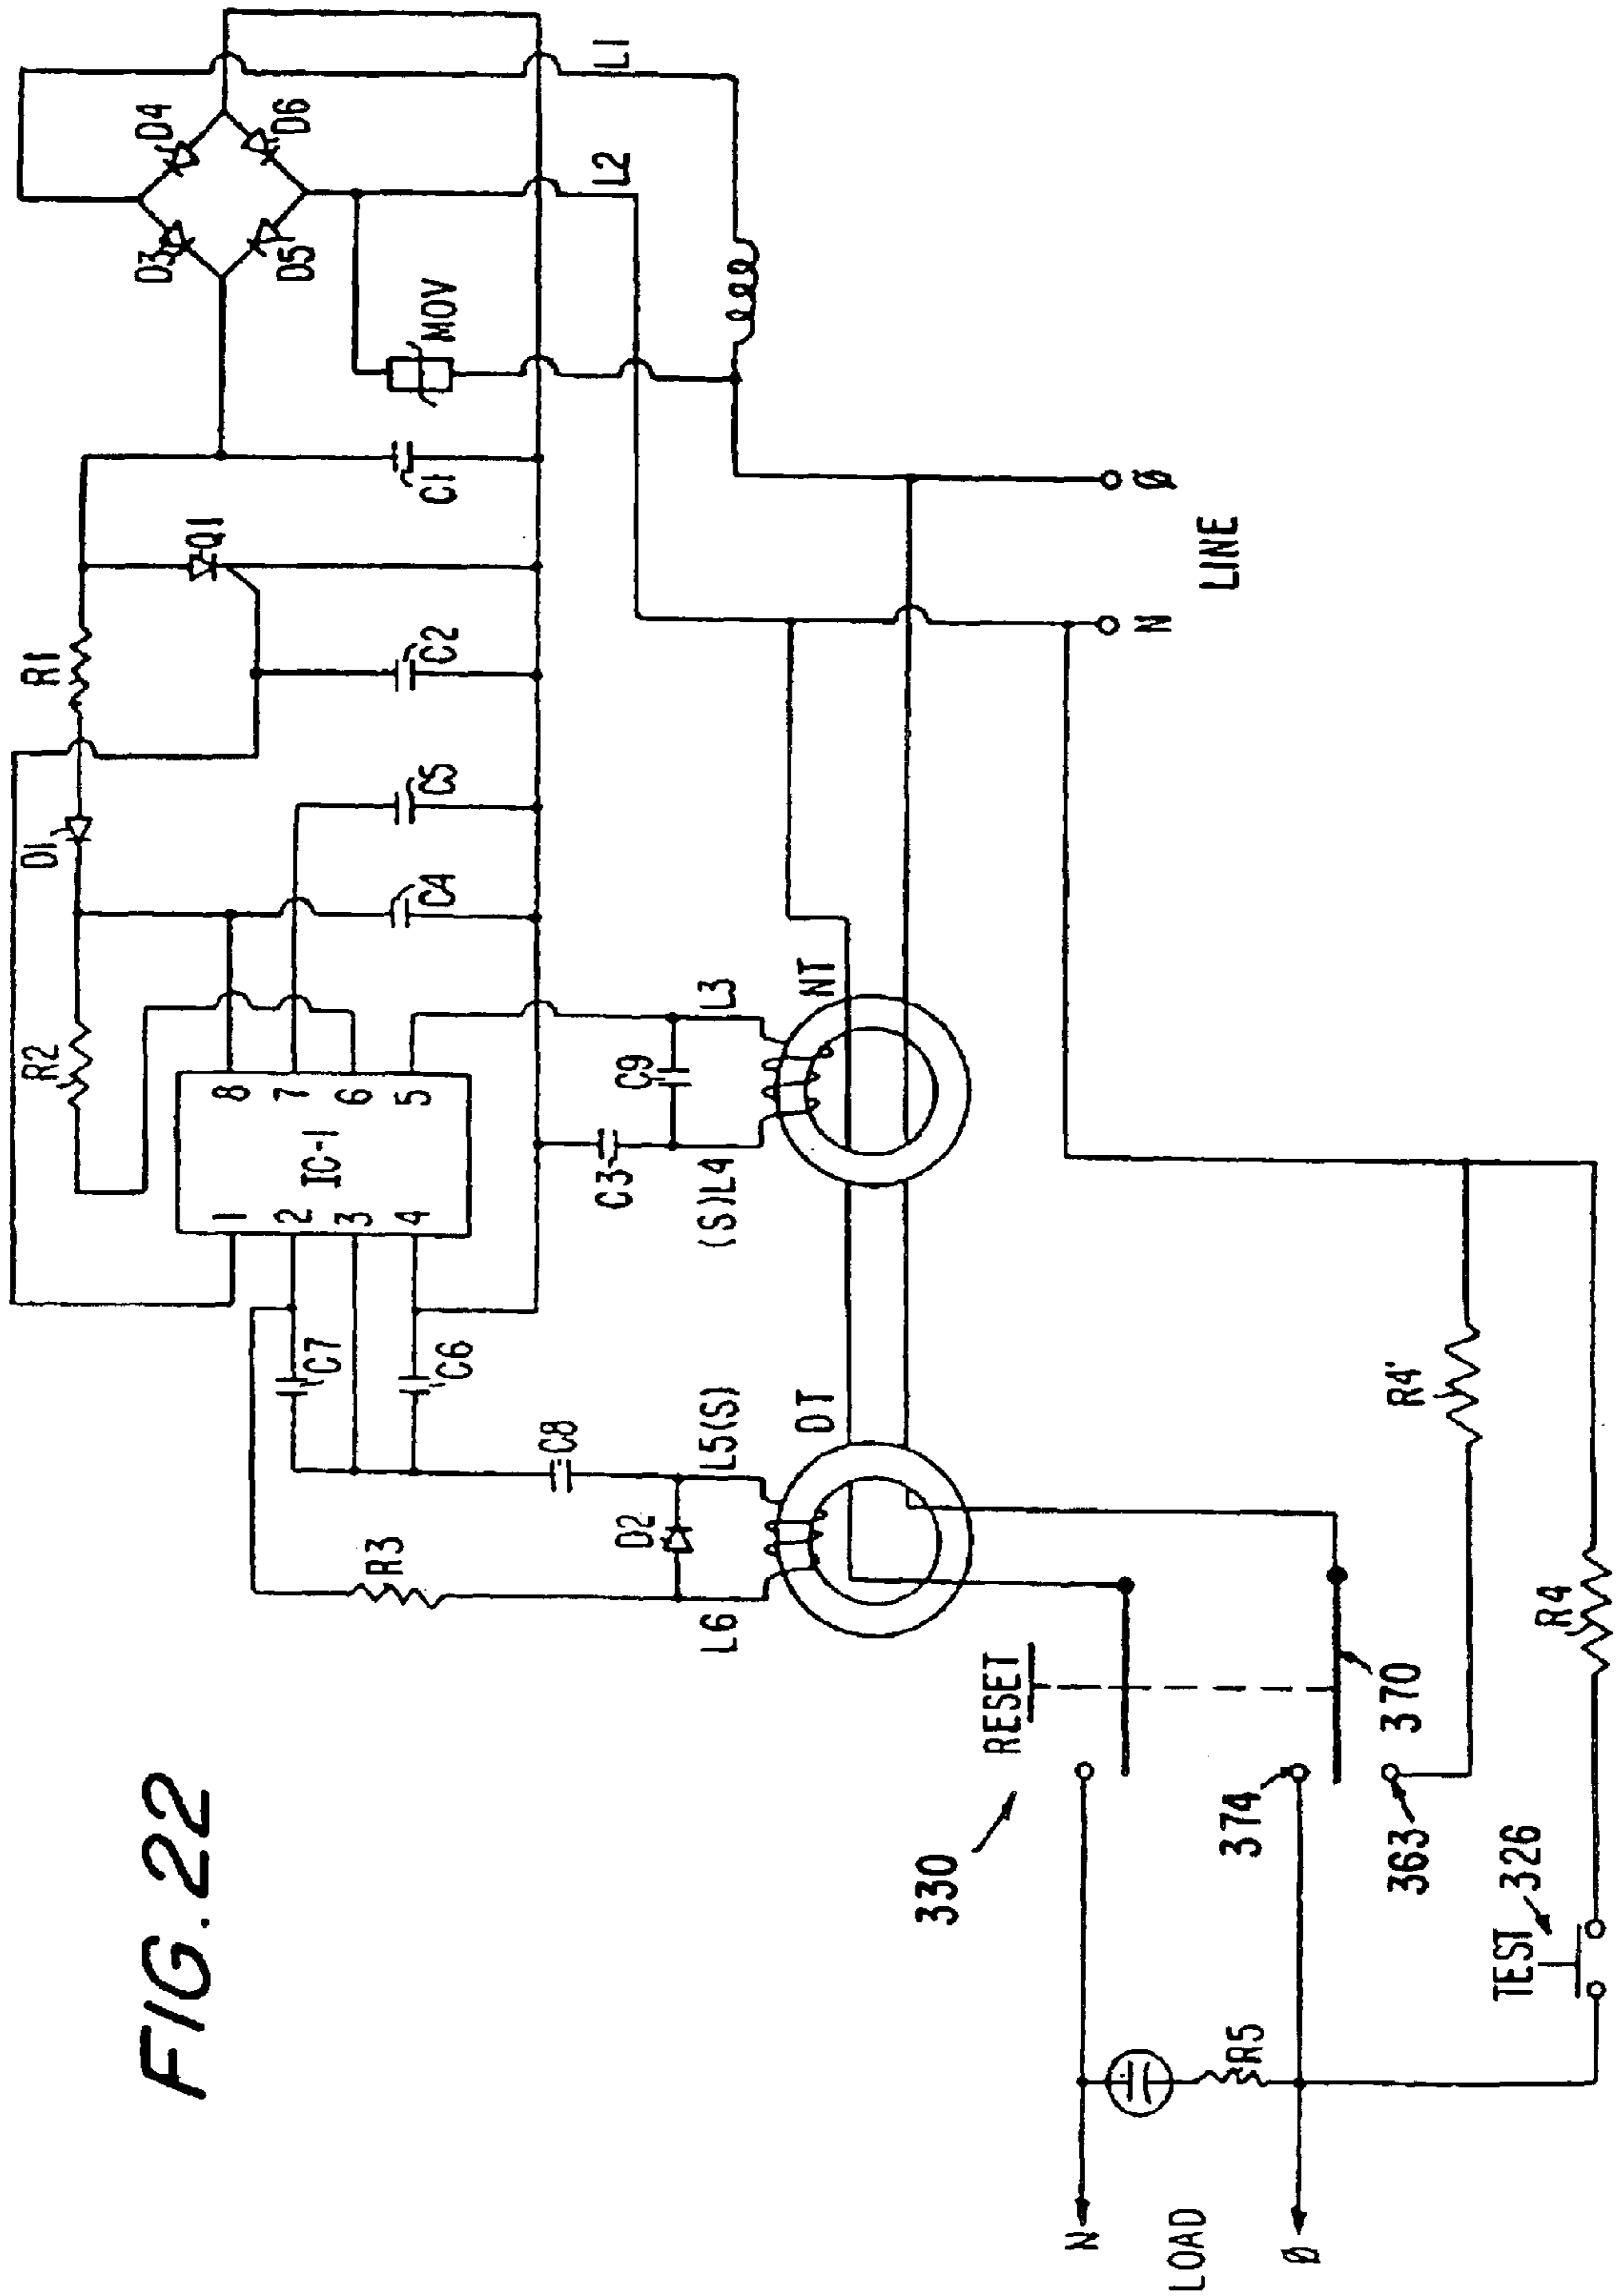 FIG. 22
D3
D4
D5
D6
L1
L2
MOV
C1
Q1
R1
C2
D1
C5
C4
R2
IC-1
1
2
3
4
5
6
7
8
C7
C6
C8
R3
D2
L5(S)
L6
DT
C3
C9
L3
(S)L4
NT
N
Ø
LINE
RESET
330
370
374
363
R4'
R4
TEST
326
R5
N
LOAD
Ø